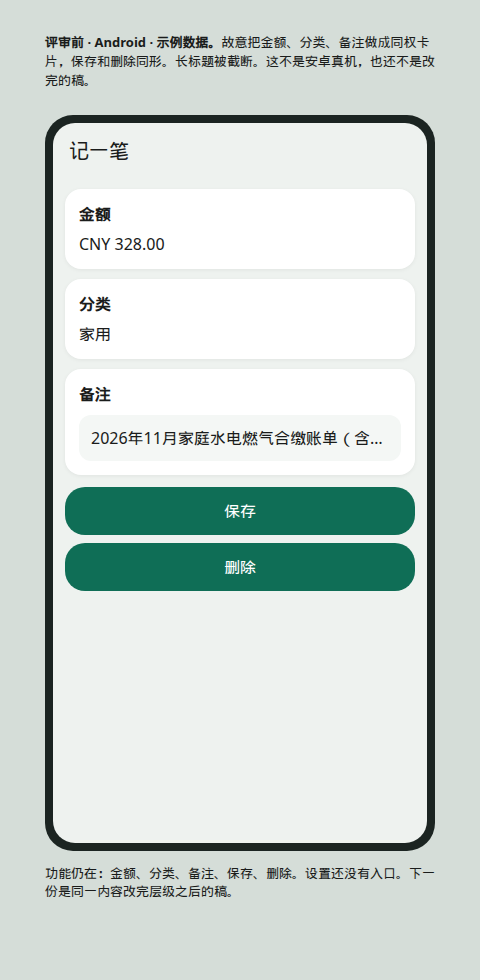 评审前 · Android · 示例数据。故意把金额、分类、备注做成同权卡
片，保存和删除同形。长标题被截断。这不是安卓真机，也还不是改
完的稿。
记一笔
金额
CNY 328.00
分类
家用
备注
2026年11月家庭水电燃气合缴账单（含...
保存
删除
功能仍在：金额、分类、备注、保存、删除。设置还没有入口。下一
份是同一内容改完层级之后的稿。